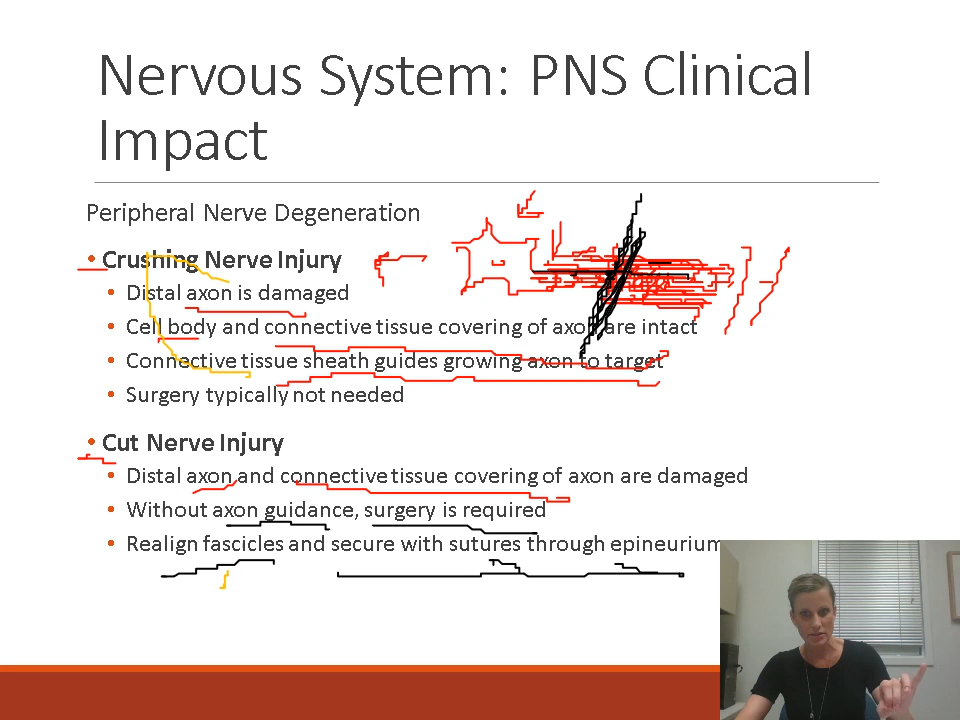 Nervous System: PNS Clinical
Impact
Peripheral Nerve Degeneration
• Crushing Nerve Injury
• Distal axon is damaged
• Cell body and connective tissue covering of axon are intact
• Connective tissue sheath guides growing axon to target
• Surgery typically not needed
• Cut Nerve Injury
• Distal axon and connective tissue covering of axon are damaged
• Without axon guidance, surgery is required
• Realign fascicles and secure with sutures through epineurium